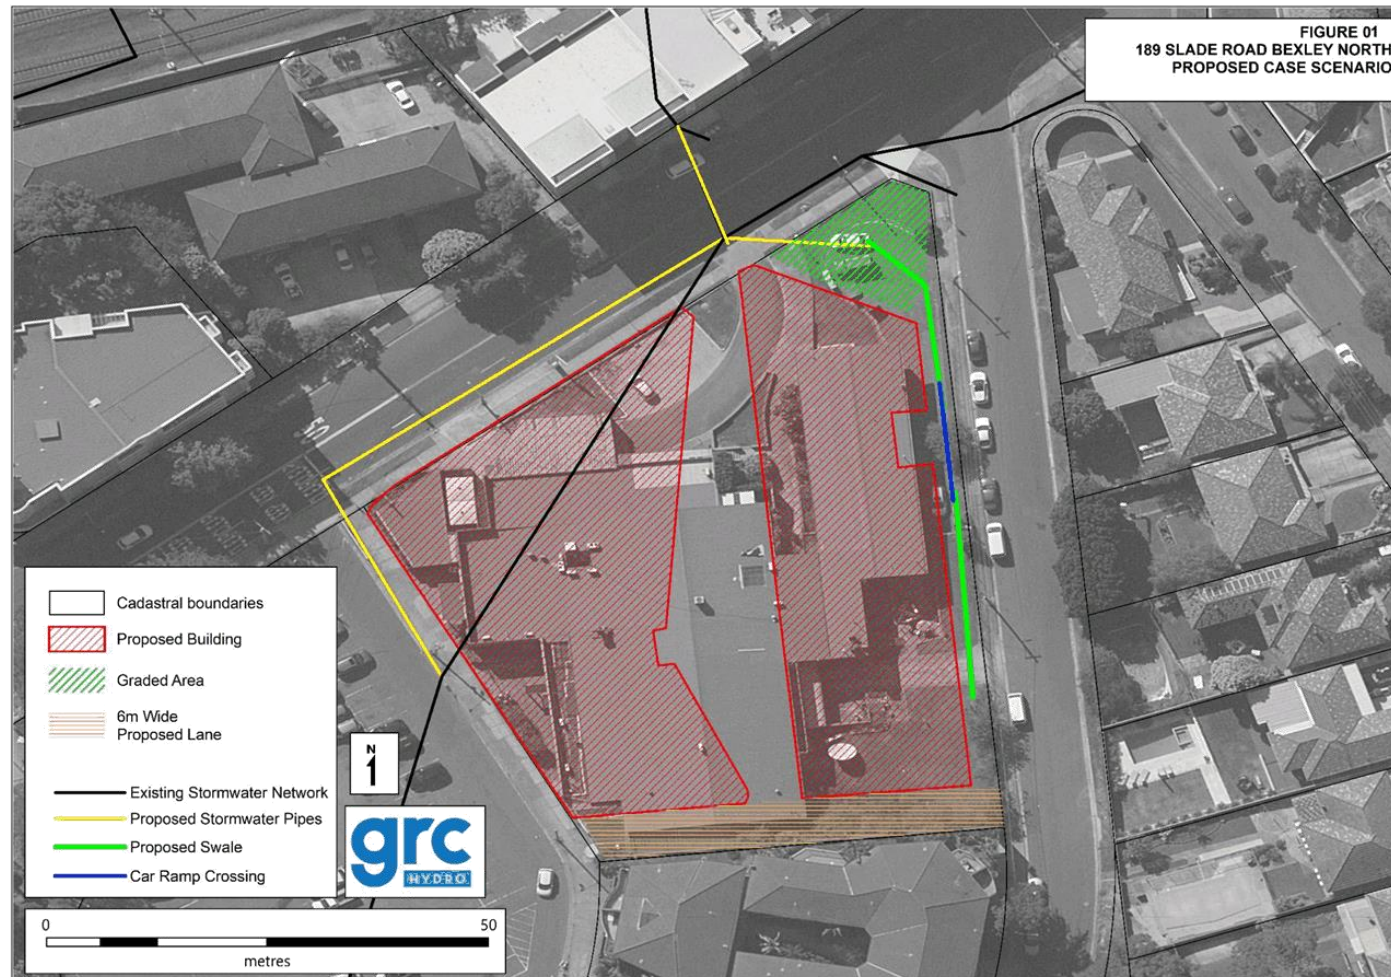 FIGURE 01
189 SLADE ROAD BEXLEY NORTH
PROPOSED CASE SCENARIO
Cadastral boundaries
Proposed Building
Graded Area
6m Wide
Proposed Lane
Existing Stormwater Network
Proposed Stormwater Pipes
Proposed Swale
Car Ramp Crossing
N
grc
HYDRO
0 50
metres